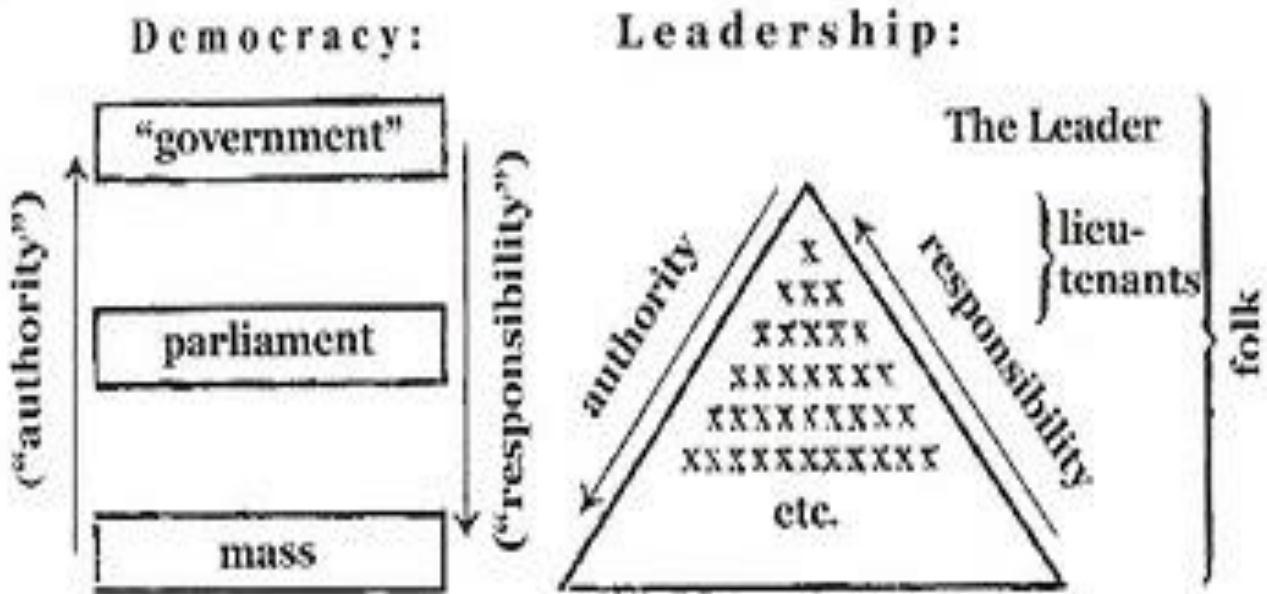 Democracy:
"government"
("authority")
("responsibility")
parliament
mass
Leadership:
The Leader
lieu-
tenants
folk
authority
responsibility
x
xxx
xxxxx
xxxxxxx
xxxxxxxxx
xxxxxxxxxxx
etc.